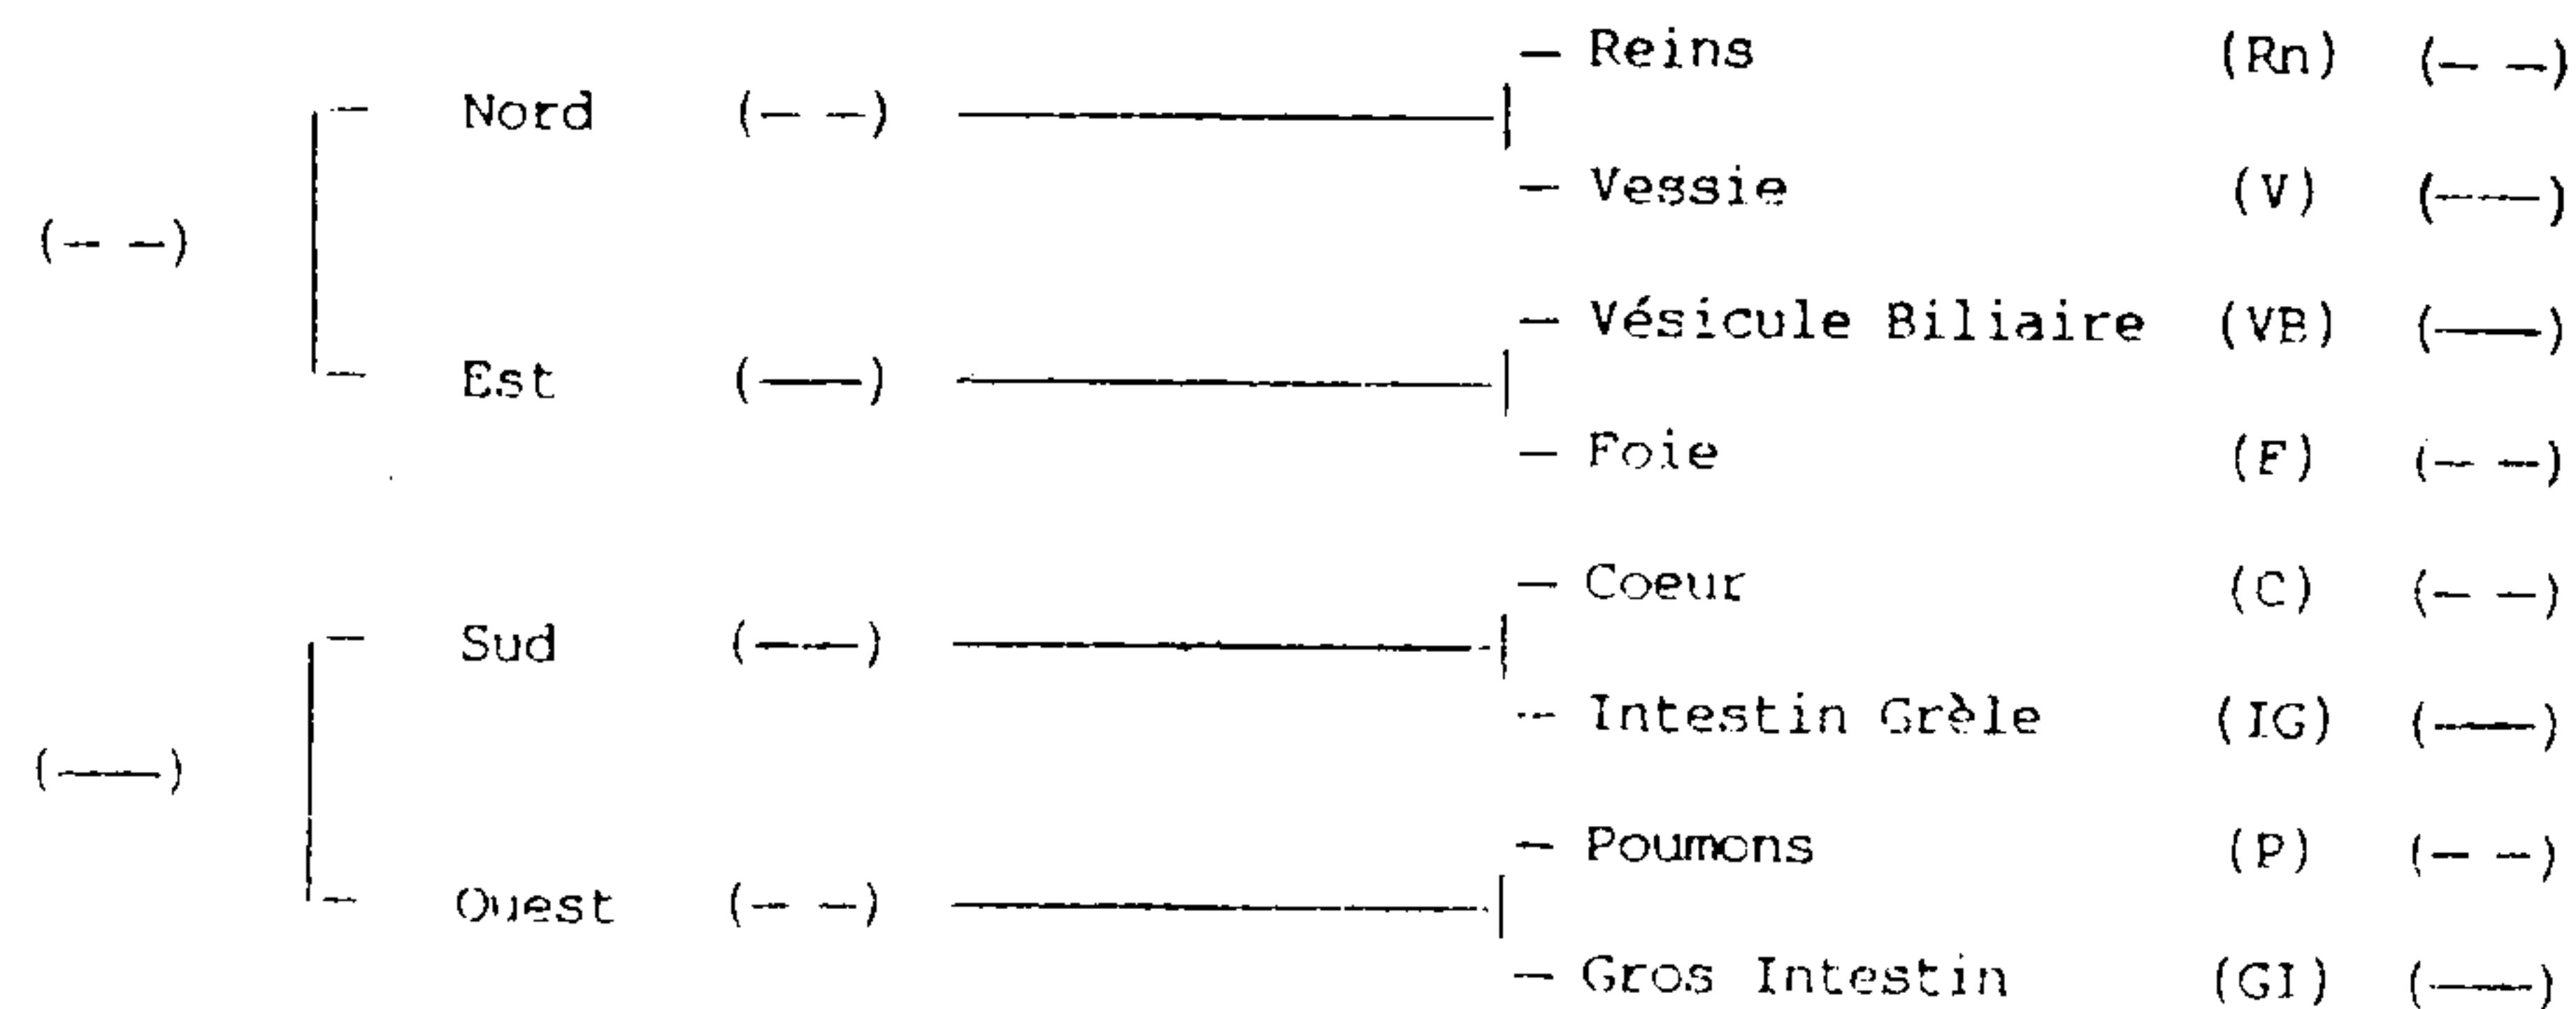 — Reins (Rn) (— —)
— Nord (— —)
— Vessie (V) (——)
(— —)
— Vésicule Biliaire (VB) (——)
— Est (——)
— Foie (F) (— —)
— Coeur (C) (— —)
— Sud (——)
— Intestin Grèle (IG) (——)
(——)
— Poumons (P) (— —)
— Ouest (— —)
— Gros Intestin (GI) (——)